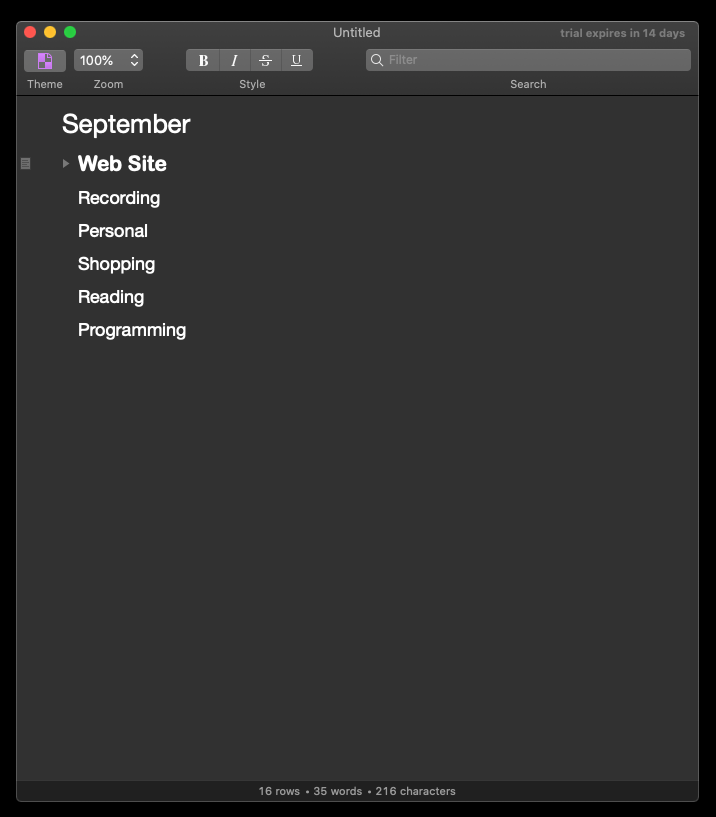 Untitled
trial expires in 14 days
100%
B I S U
Filter
Theme Zoom Style Search
September
Web Site
Recording
Personal
Shopping
Reading
Programming
16 rows • 35 words • 216 characters